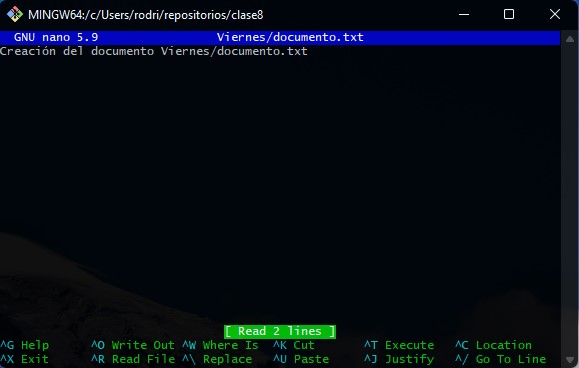 MINGW64:/c/Users/rodri/repositorios/clase8
GNU nano 5.9 Viernes/documento.txt
Creación del documento Viernes/documento.txt
[ Read 2 lines ]
^G Help ^O Write Out ^W Where Is ^K Cut ^T Execute ^C Location
^X Exit ^R Read File ^\ Replace ^U Paste ^J Justify ^/ Go To Line